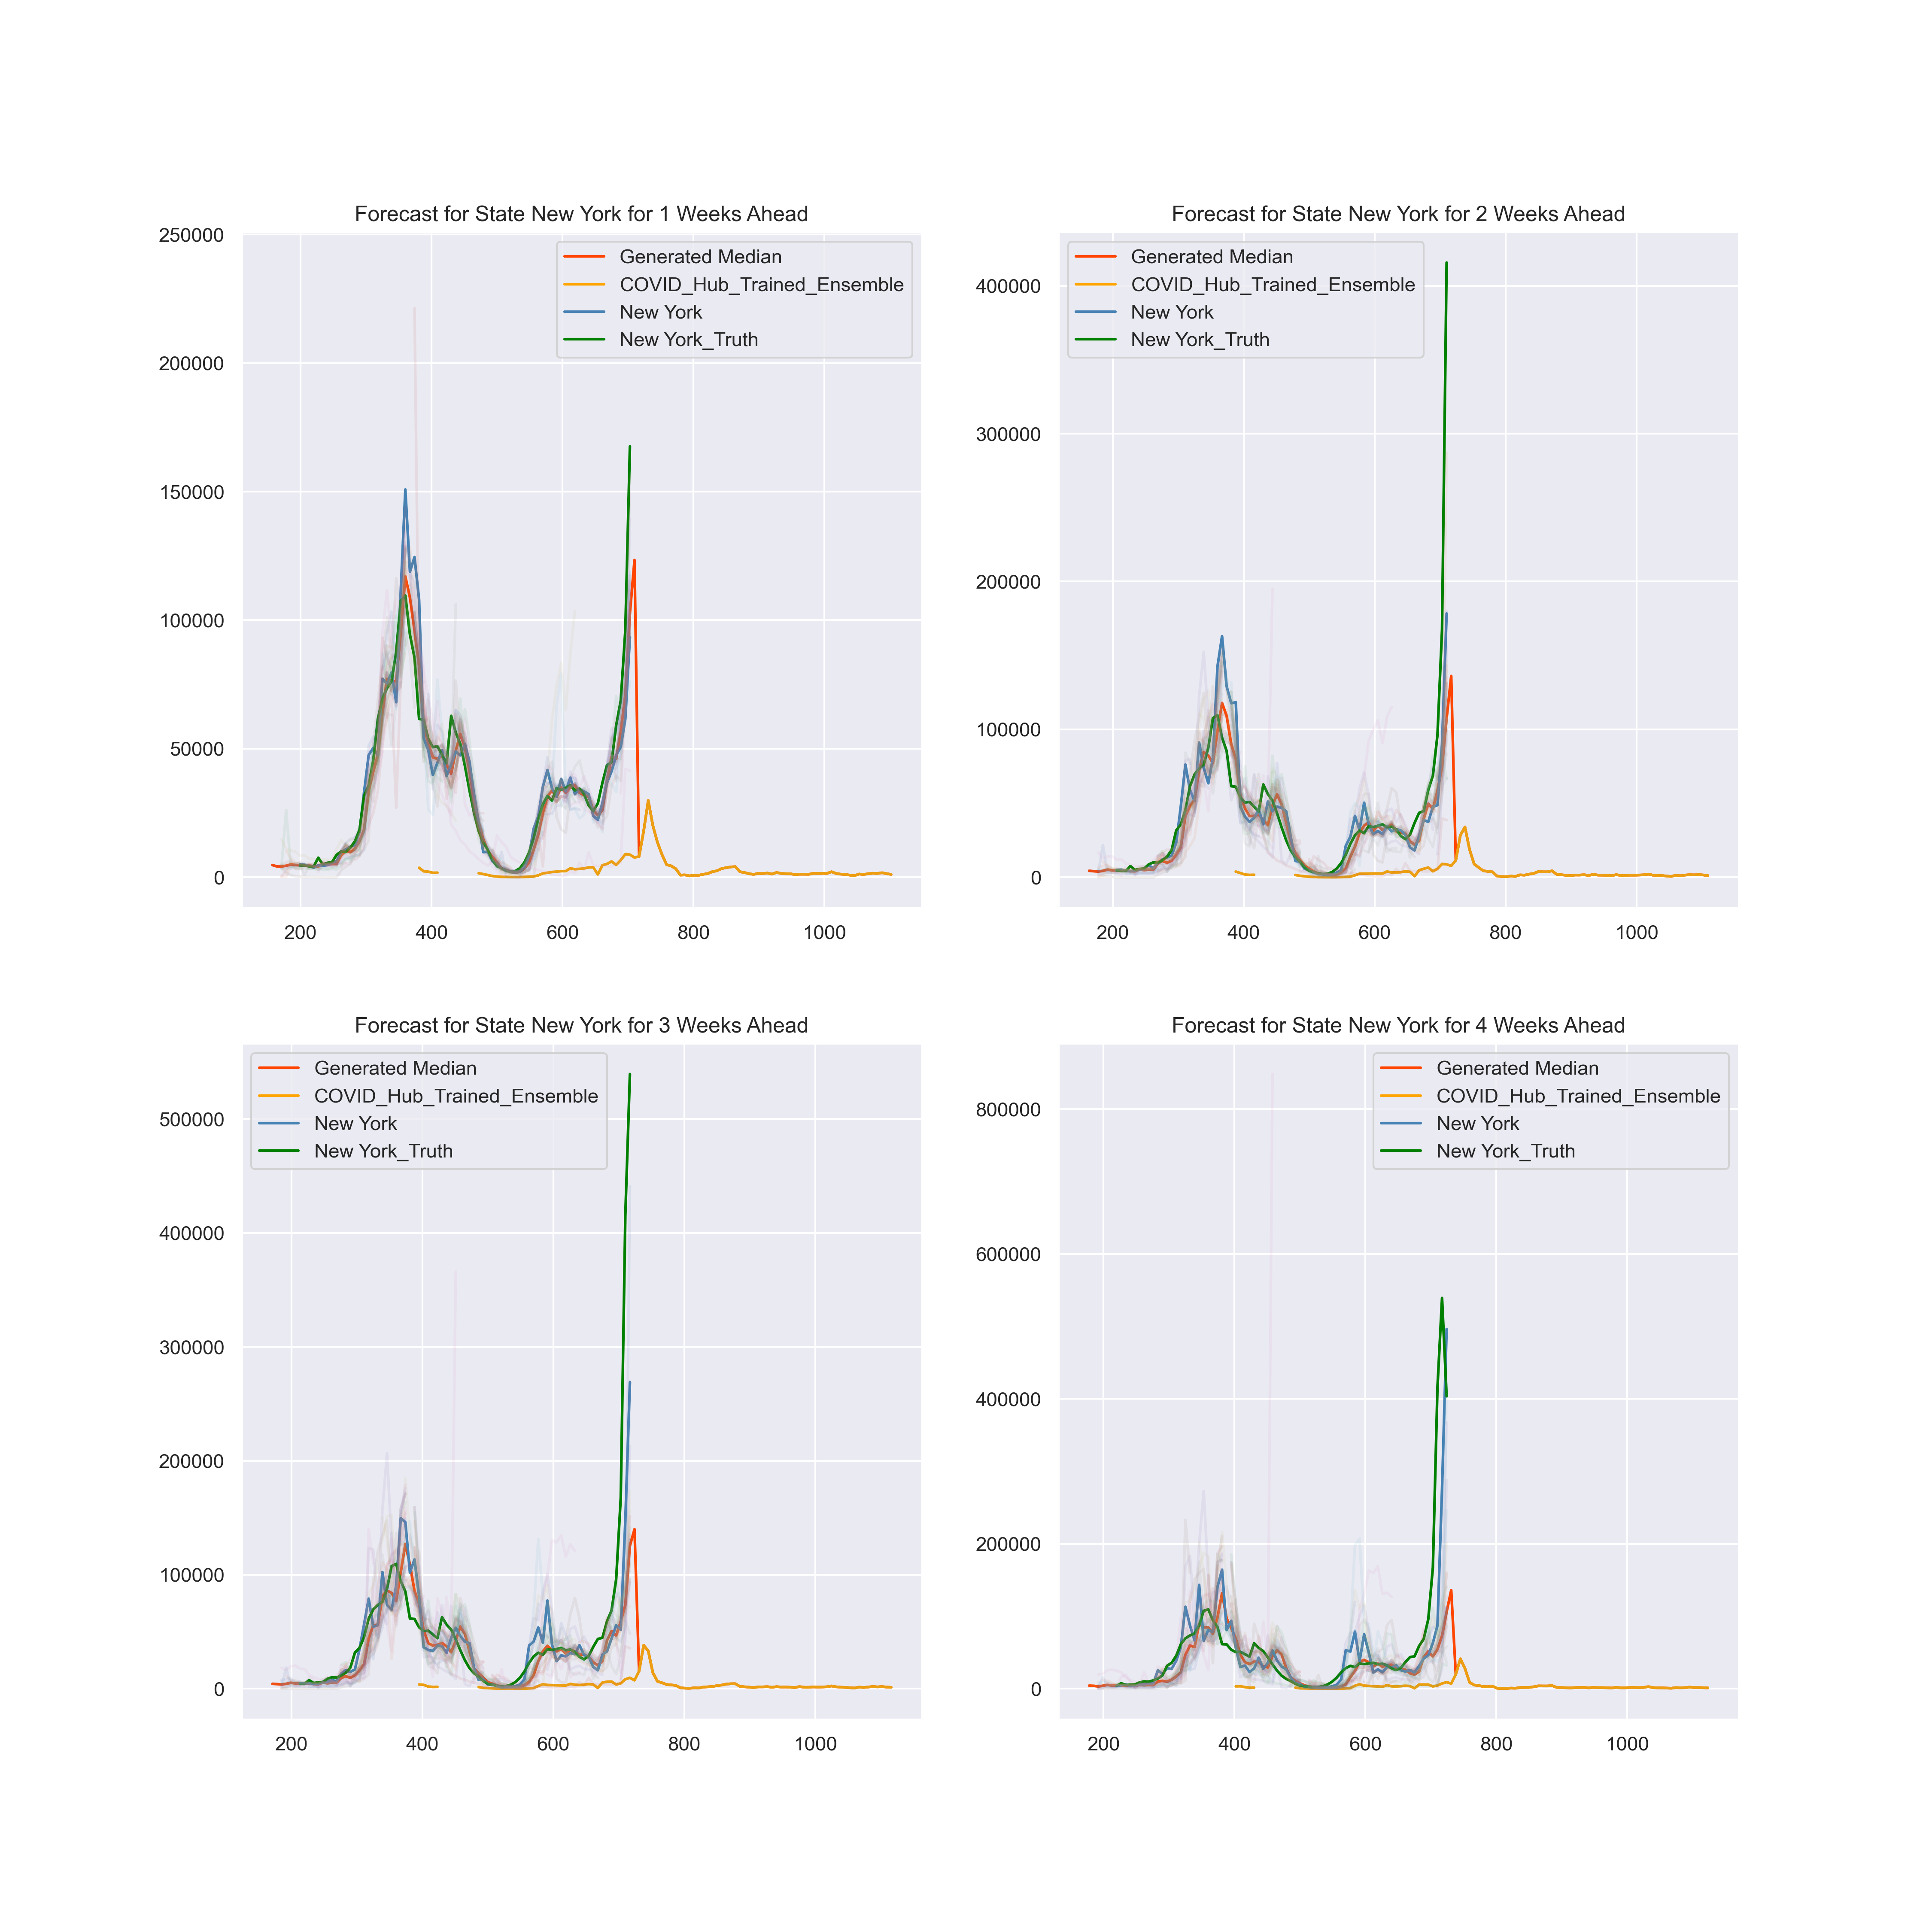 Forecast for State New York for 1 Weeks Ahead
250000
200000
150000
100000
50000
0
200 400 600 800 1000
Generated Median
COVID_Hub_Trained_Ensemble
New York
New York_Truth
Forecast for State New York for 2 Weeks Ahead
400000
300000
200000
100000
0
200 400 600 800 1000
Generated Median
COVID_Hub_Trained_Ensemble
New York
New York_Truth
Forecast for State New York for 3 Weeks Ahead
500000
400000
300000
200000
100000
0
200 400 600 800 1000
Generated Median
COVID_Hub_Trained_Ensemble
New York
New York_Truth
Forecast for State New York for 4 Weeks Ahead
800000
600000
400000
200000
0
200 400 600 800 1000
Generated Median
COVID_Hub_Trained_Ensemble
New York
New York_Truth